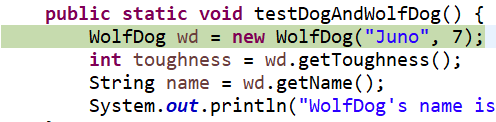 public static void testDogAndWolfDog() {
WolfDog wd = new WolfDog("Juno", 7);
int toughness = wd.getToughness();
String name = wd.getName();
System.out.println("WolfDog's name is